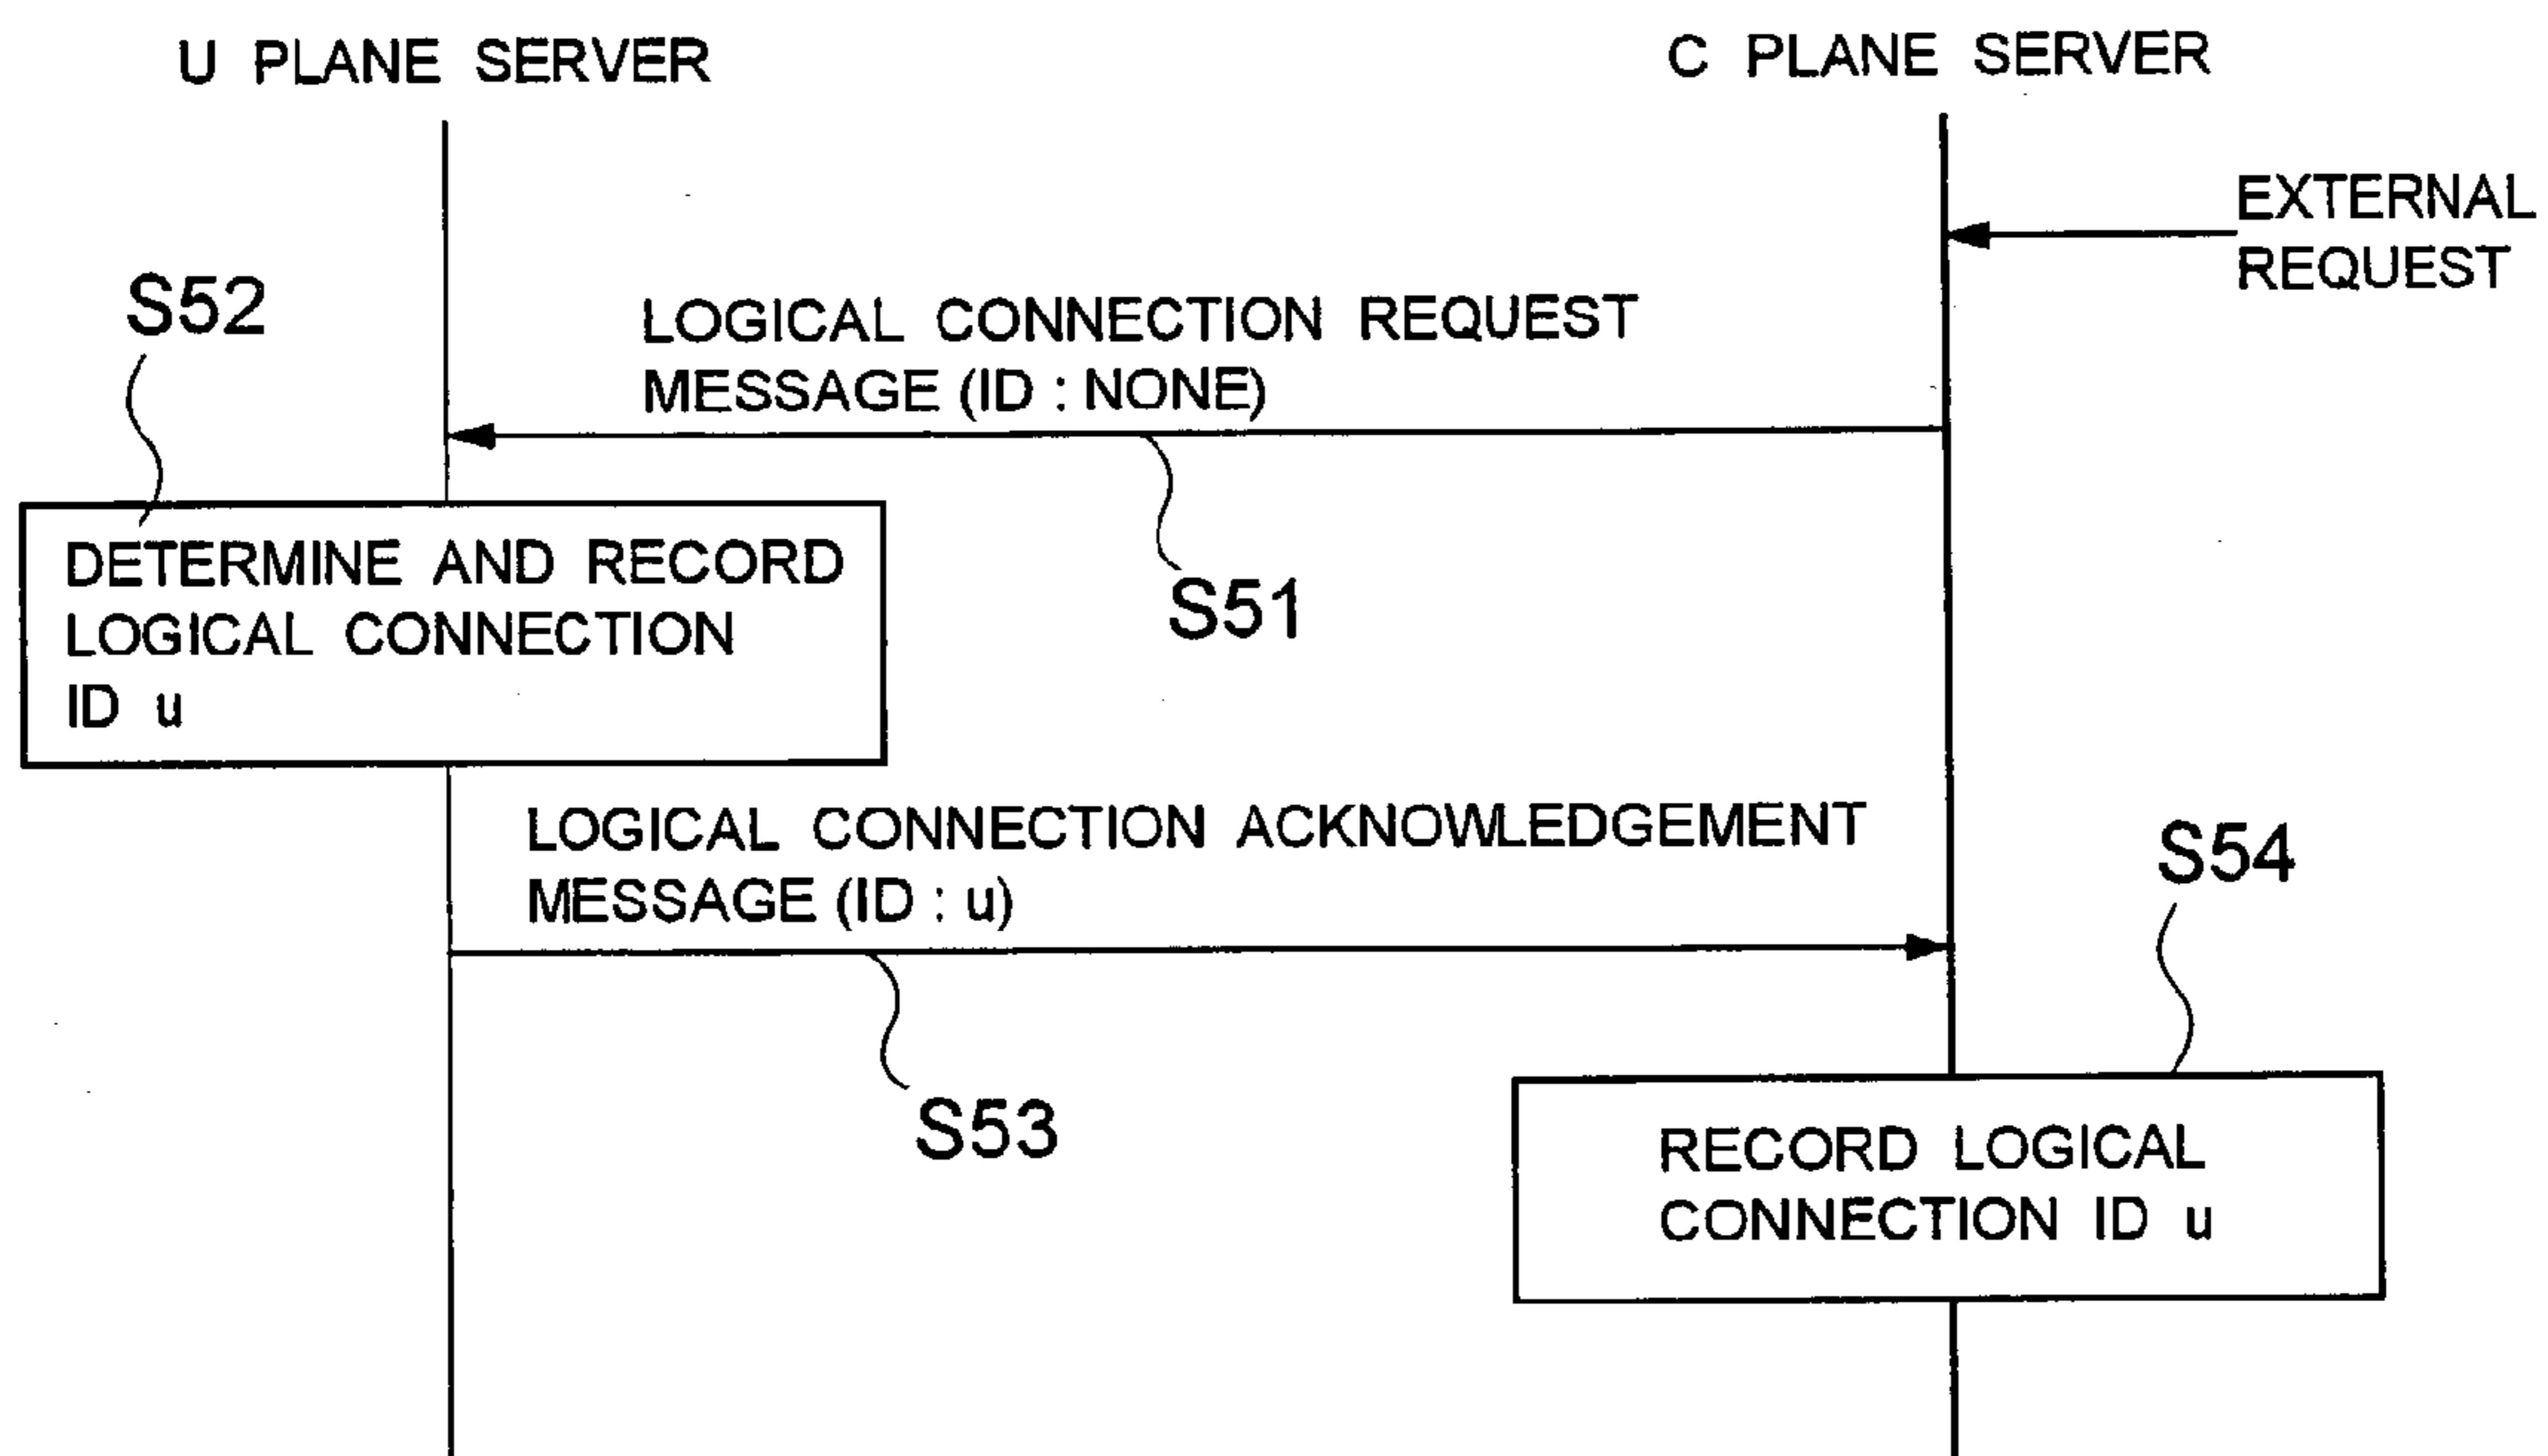 U PLANE SERVER
C PLANE SERVER
EXTERNAL
REQUEST
S52
LOGICAL CONNECTION REQUEST
MESSAGE (ID : NONE)
S51
DETERMINE AND RECORD
LOGICAL CONNECTION
ID u
LOGICAL CONNECTION ACKNOWLEDGEMENT
MESSAGE (ID : u)
S53
S54
RECORD LOGICAL
CONNECTION ID u